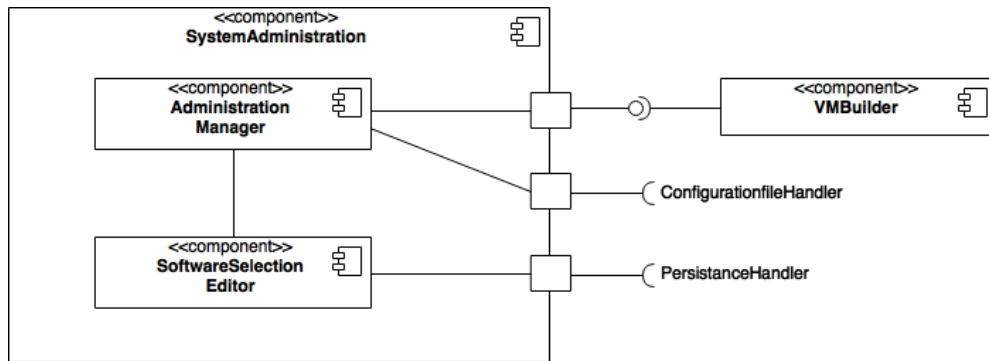 <<component>>
SystemAdministration
<<component>>
Administration
Manager
<<component>>
VMBuilder
ConfigurationfileHandler
<<component>>
SoftwareSelection
Editor
PersistanceHandler